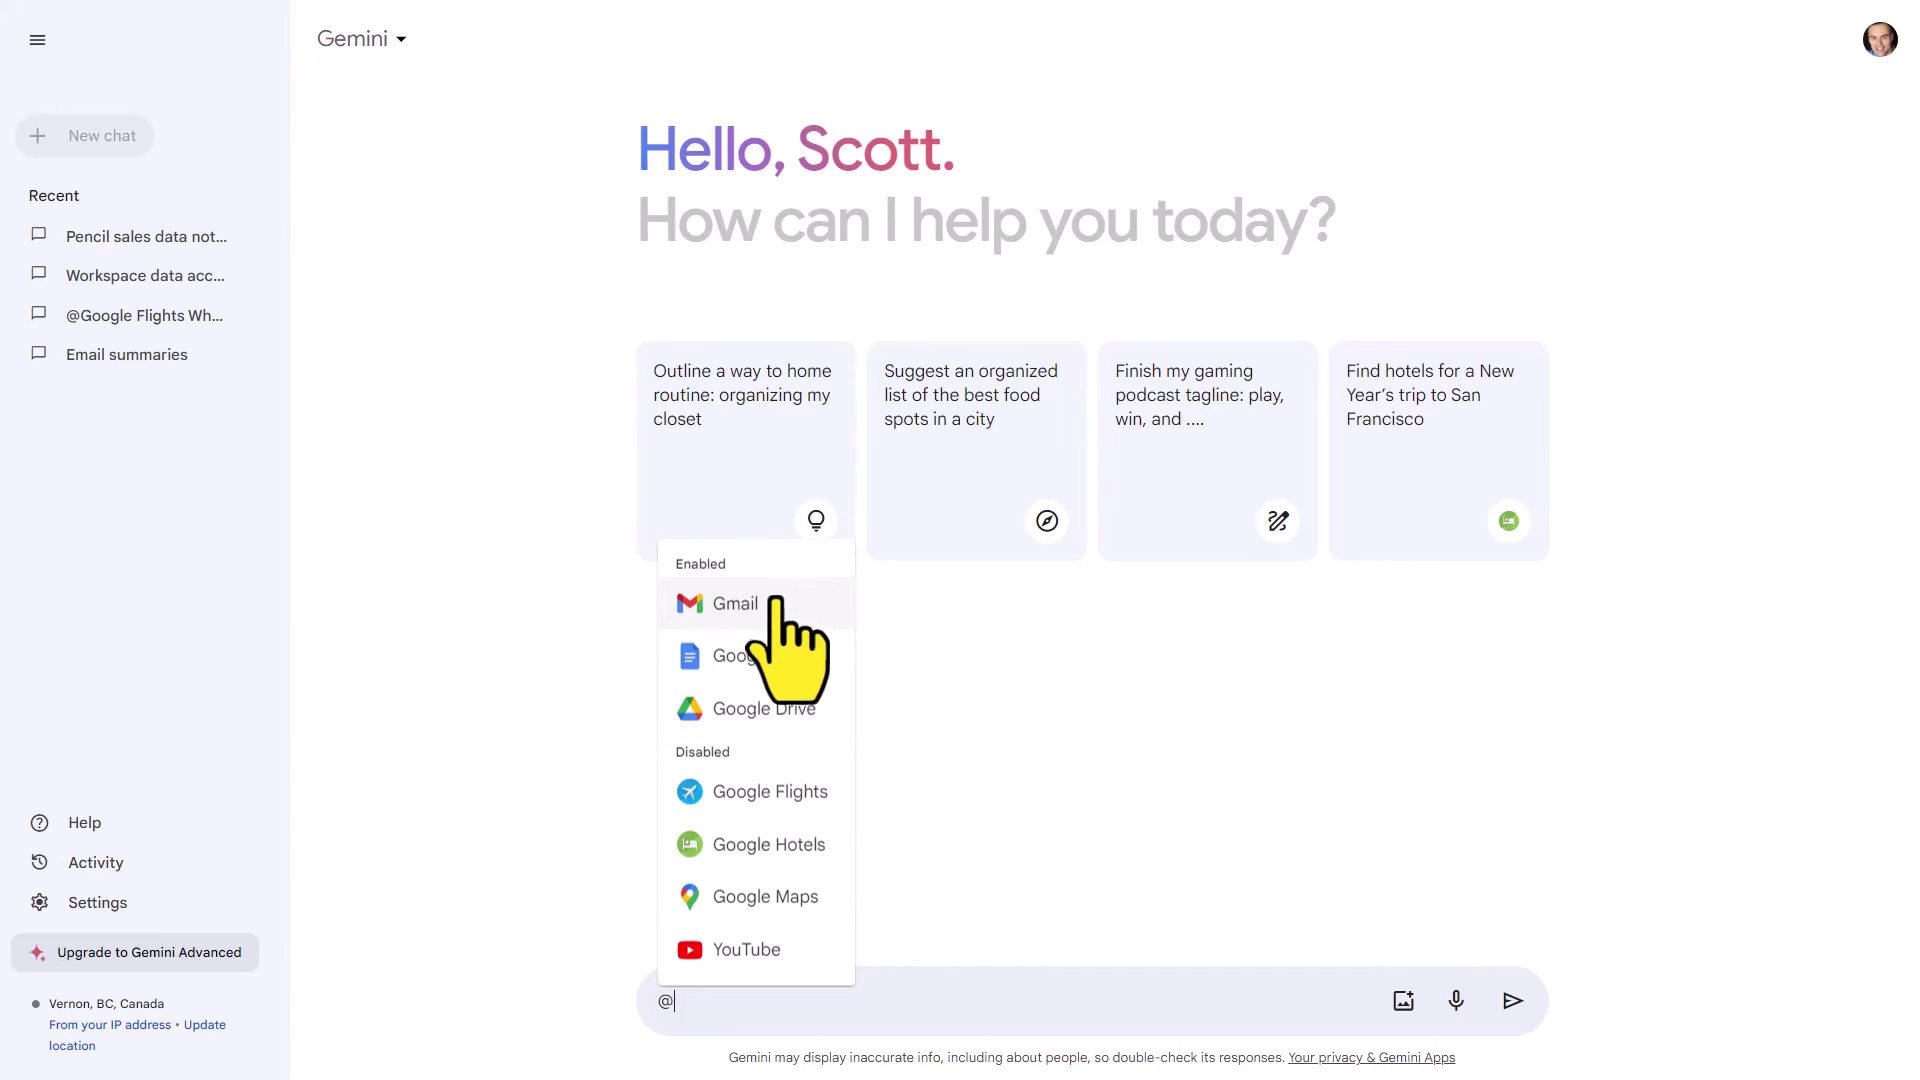 Gemini
New chat
Recent
Pencil sales data not...
Workspace data acc...
@Google Flights Wh...
Email summaries
Help
Activity
Settings
Upgrade to Gemini Advanced
Vernon, BC, Canada
From your IP address • Update
location
Hello, Scott.
How can I help you today?
Outline a way to home
routine: organizing my
closet
Suggest an organized
list of the best food
spots in a city
Finish my gaming
podcast tagline: play,
win, and ....
Find hotels for a New
Year’s trip to San
Francisco
Enabled
Gmail
Google Drive
Disabled
Google Flights
Google Hotels
Google Maps
YouTube
@
Gemini may display inaccurate info, including about people, so double-check its responses. Your privacy & Gemini Apps